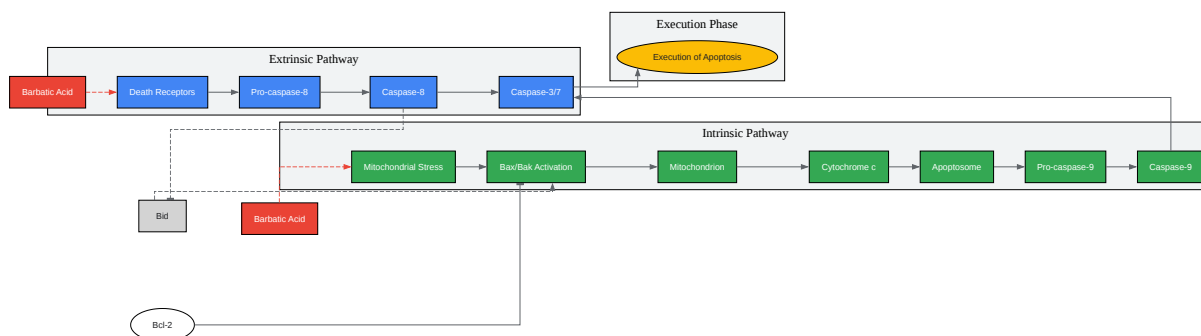 Execution Phase
Execution of Apoptosis
Extrinsic Pathway
Barbatic Acid
Death Receptors
Pro-caspase-8
Caspase-8
Caspase-3/7
Intrinsic Pathway
Mitochondrial Stress
Bax/Bak Activation
Mitochondrion
Cytochrome c
Apoptosome
Pro-caspase-9
Caspase-9
Bid
Barbatic Acid
Bcl-2